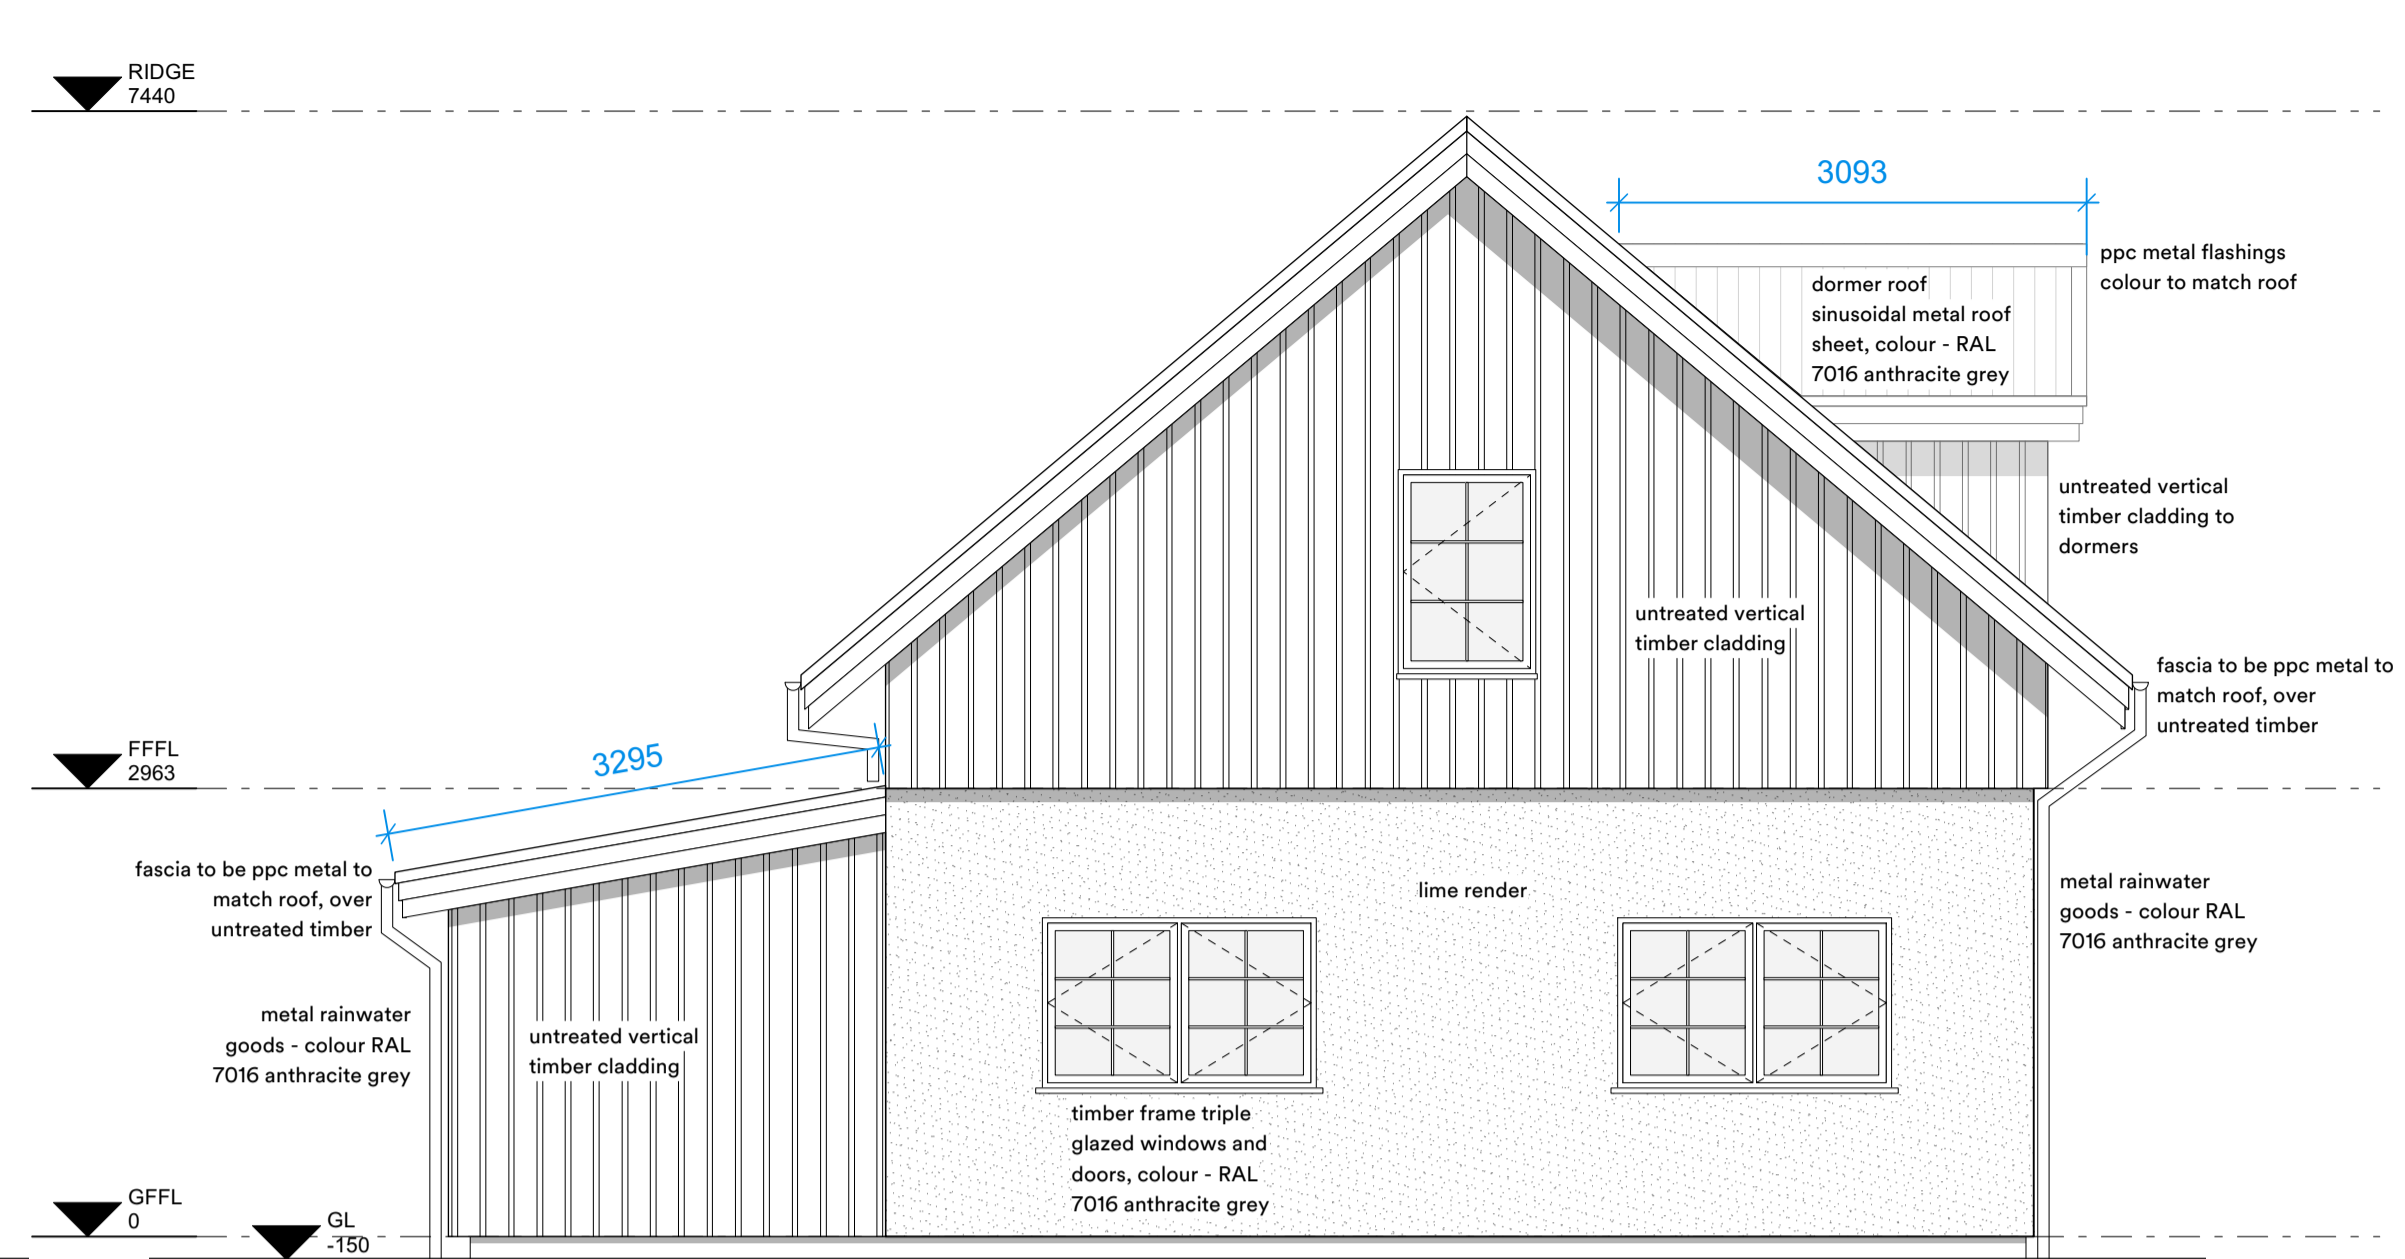 RIDGE
7440
3093
ppc metal flashings
colour to match roof
dormer roof
sinusoidal metal roof
sheet, colour - RAL
7016 anthracite grey
untreated vertical
timber cladding to
dormers
untreated vertical
timber cladding
fascia to be ppc metal to
match roof, over
untreated timber
FFFL
2963
3295
fascia to be ppc metal to
match roof, over
untreated timber
lime render
metal rainwater
goods - colour RAL
7016 anthracite grey
metal rainwater
goods - colour RAL
7016 anthracite grey
untreated vertical
timber cladding
timber frame triple
glazed windows and
doors, colour - RAL
7016 anthracite grey
GFFL
0
GL
-150